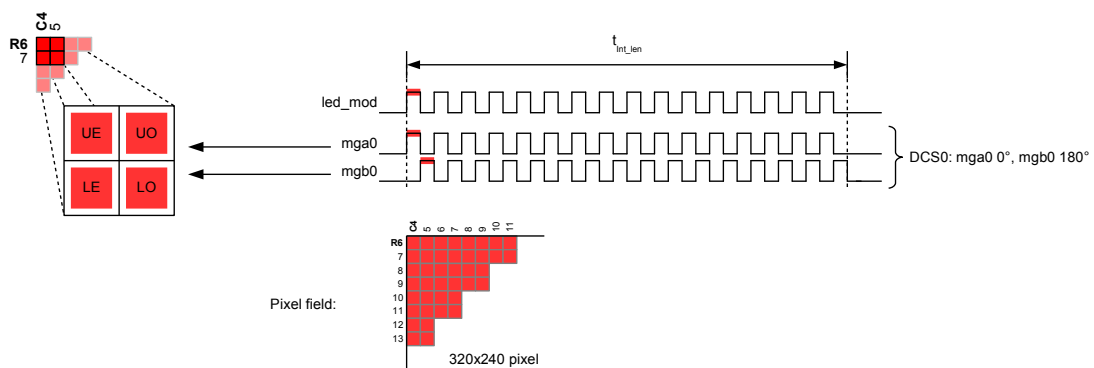 C4
5
R6
7
UE UO
LE LO
t Int_len
led_mod
mga0
mgb0
DCS0: mga0 0°, mgb0 180°
C4 5 6 7 8 9 10 11
R6
7
8
9
10
11
12
13
Pixel field:
320x240 pixel